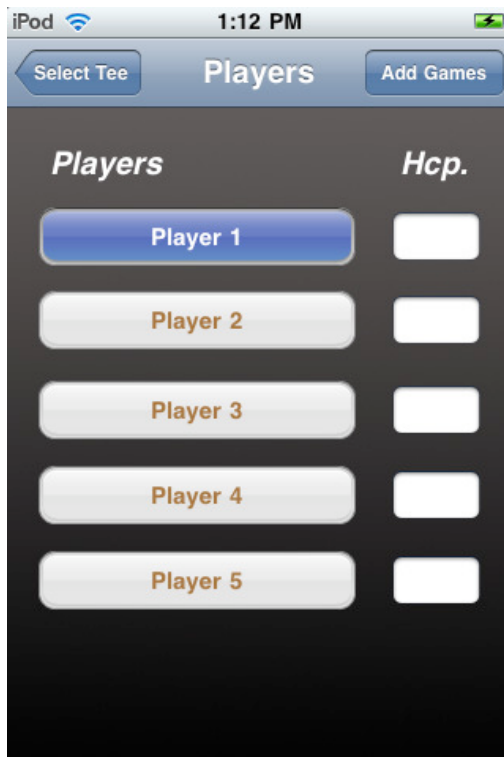 iPod 1:12 PM
Select Tee Players Add Games
Players Hcp.
Player 1
Player 2
Player 3
Player 4
Player 5